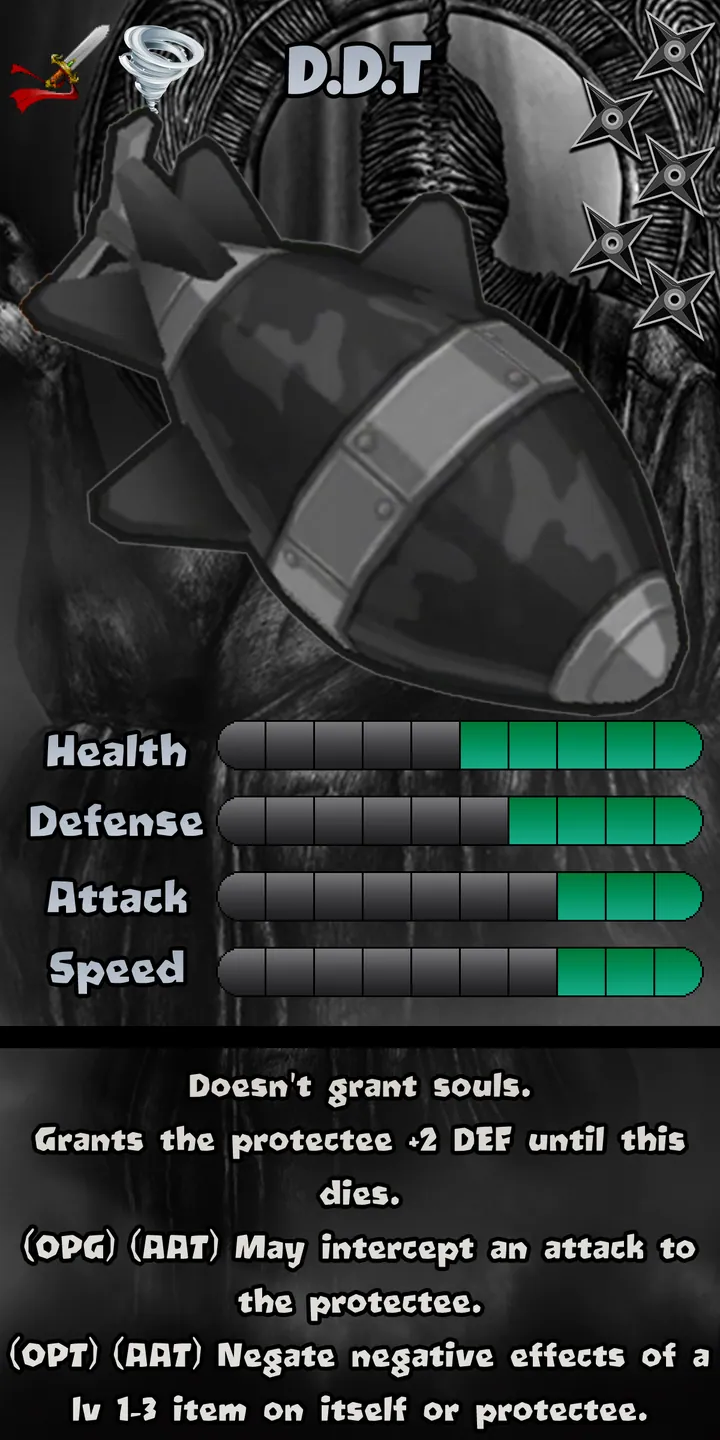 D.D.T
Health
Defense
Attack
Speed
Doesn't grant souls.
Grants the protectee +2 DEF until this
dies.
(OPG) (AAT) May intercept an attack to
the protectee.
(OPT) (AAT) Negate negative effects of a
lv 1-3 item on itself or protectee.